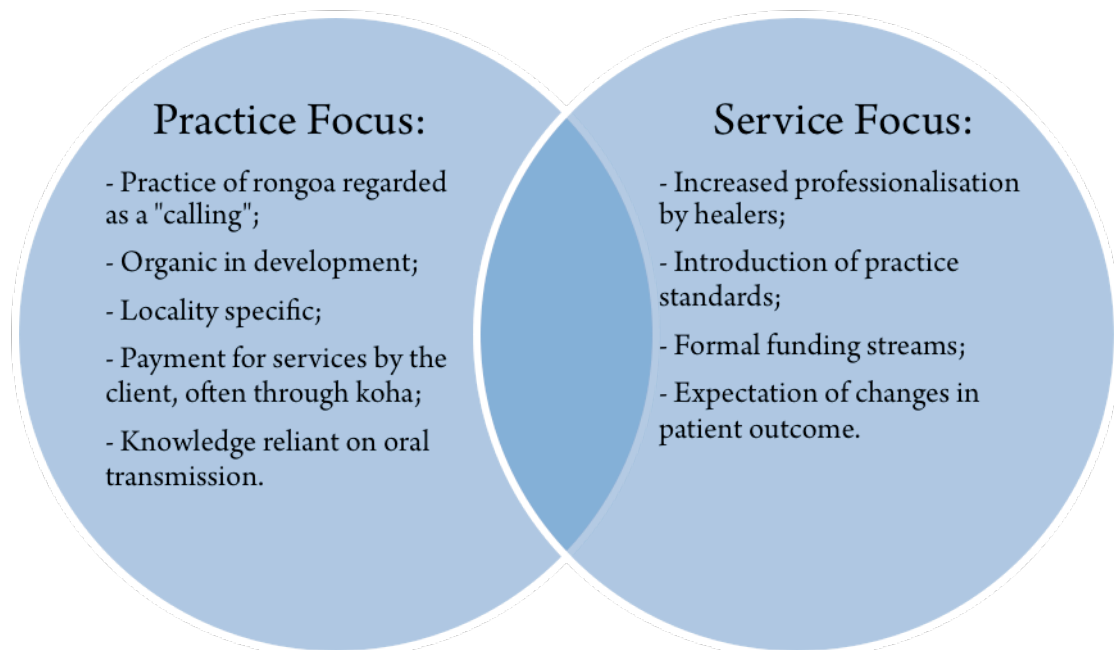 Practice Focus:
- Practice of rongoa regarded
as a "calling";
- Organic in development;
- Locality specific;
- Payment for services by the
client, often through koha;
- Knowledge reliant on oral
transmission.
Service Focus:
- Increased professionalisation
by healers;
- Introduction of practice
standards;
- Formal funding streams;
- Expectation of changes in
patient outcome.